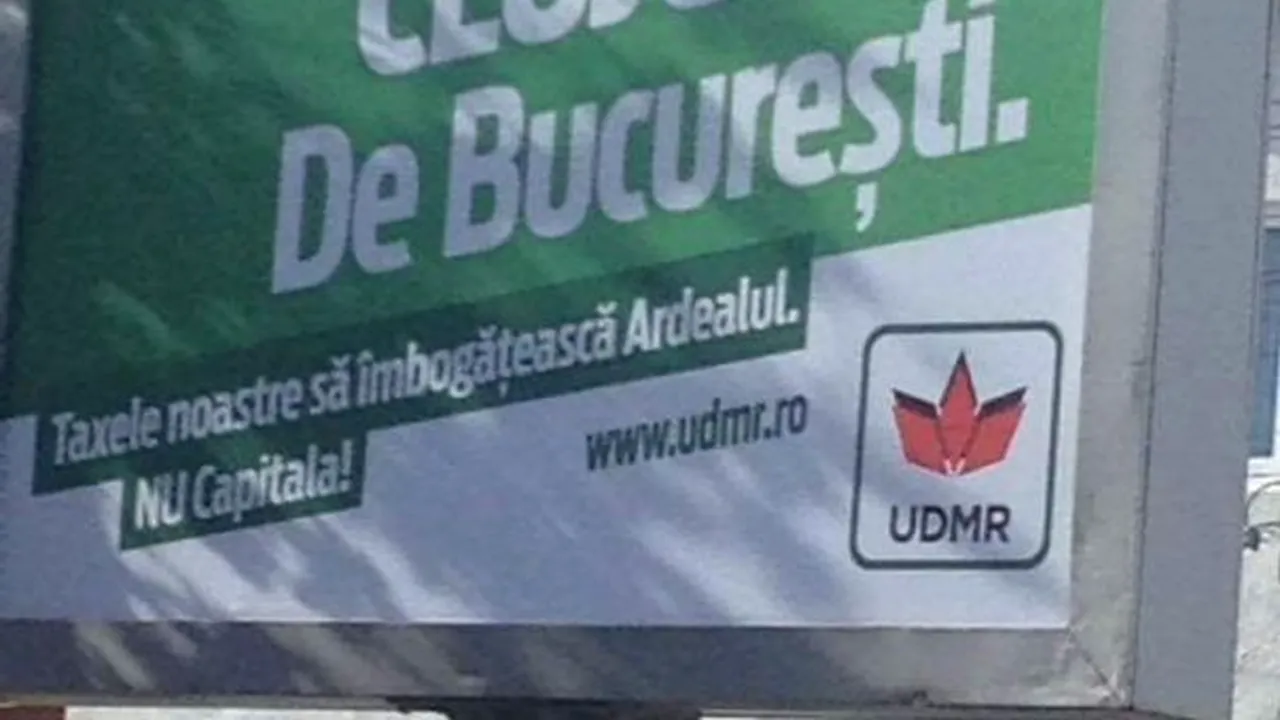 De București.
Taxele noastre să îmbogățească Ardealul.
NU Capitala!
www.udmr.ro
UDMR